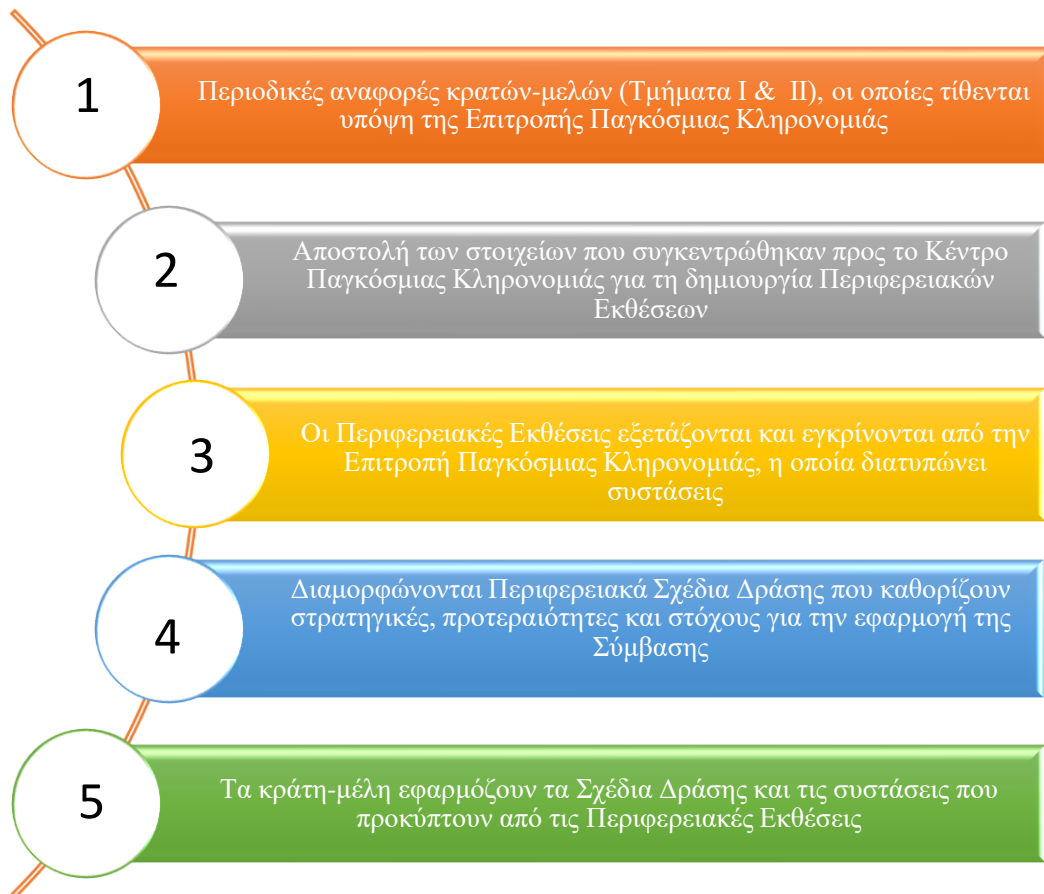 1
Περιοδικές αναφορές κρατών-μελών (Τμήματα I & II), οι οποίες τίθενται
υπόψη της Επιτροπής Παγκόσμιας Κληρονομιάς
2
Αποστολή των στοιχείων που συγκεντρώθηκαν προς το Κέντρο
Παγκόσμιας Κληρονομιάς για τη δημιουργία Περιφερειακών
Εκθέσεων
3
Οι Περιφερειακές Εκθέσεις εξετάζονται και εγκρίνονται από την
Επιτροπή Παγκόσμιας Κληρονομιάς, η οποία διατυπώνει
συστάσεις
4
Διαμορφώνονται Περιφερειακά Σχέδια Δράσης που καθορίζουν
στρατηγικές, προτεραιότητες και στόχους για την εφαρμογή της
Σύμβασης
5
Τα κράτη-μέλη εφαρμόζουν τα Σχέδια Δράσης και τις συστάσεις που
προκύπτουν από τις Περιφερειακές Εκθέσεις